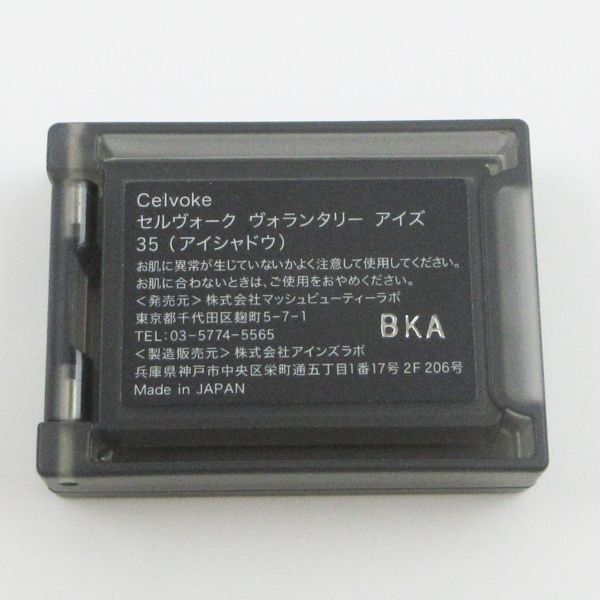 Celvoke
セルヴォーク ヴォランタリー アイズ
35（アイシャドウ）
お肌に異常が生じていないかよく注意して使用してください。
お肌に合わないときは、ご使用をおやめください。
＜発売元＞株式会社マッシュビューティーラボ
東京都千代田区麹町5-7-1
TEL:03-5774-5565
BKA
＜製造販売元＞株式会社アインズラボ
兵庫県神戸市中央区栄町通五丁目1番17号 2F 206号
Made in JAPAN